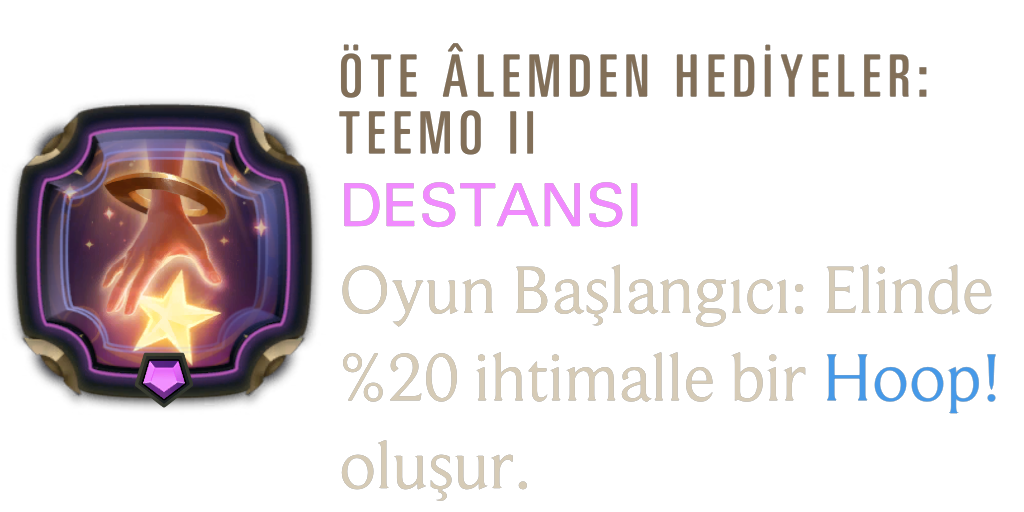 ÖTE ÂLEMDEN HEDİYELER:
TEEMO II
DESTANSI
Oyun Başlangıcı: Elinde
%20 ihtimalle bir Hoop!
oluşur.